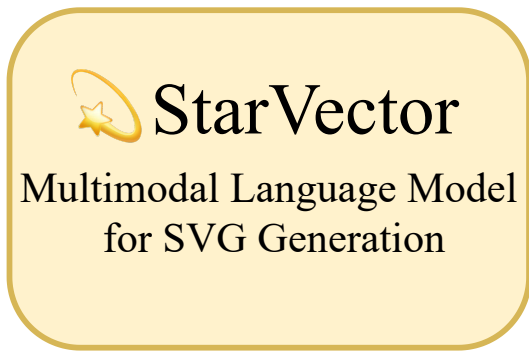 StarVector
Multimodal Language Model
for SVG Generation